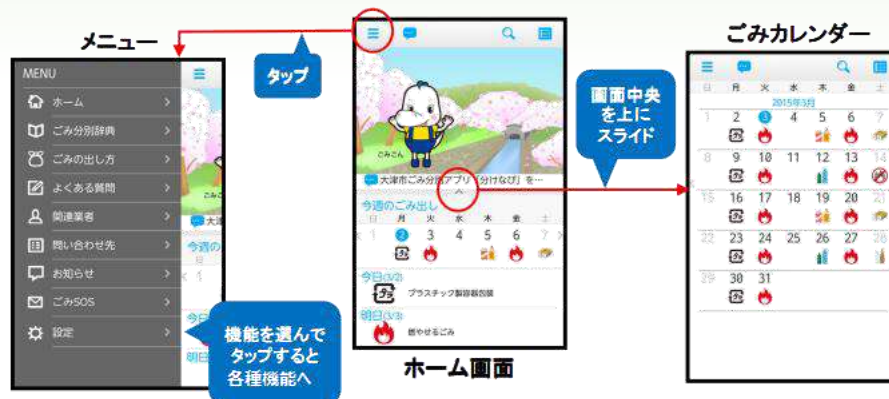 メニュー
MENU
ホーム
ごみ分別辞典
ごみの出し方
よくある質問
関連業者
問い合わせ先
お知らせ
ごみSOS
設定
機能を選んで
タップすると
各種機能へ
タップ
ごみこん
大津市ごみ分別アプリ「分けなび」を…
今週のごみ出し
日 月 火 水 木 金 土
1 2 3 4 5 6 7
今日(3/2)
プラ
プラスチック製容器包装
明日(3/3)
燃やせるごみ
ホーム画面
画面中央
を上に
スライド
ごみカレンダー
日 月 火 水 木 金 土
1 2 3 4 5 6 7
8 9 10 11 12 13 14
15 16 17 18 19 20 21
22 23 24 25 26 27 28
29 30 31